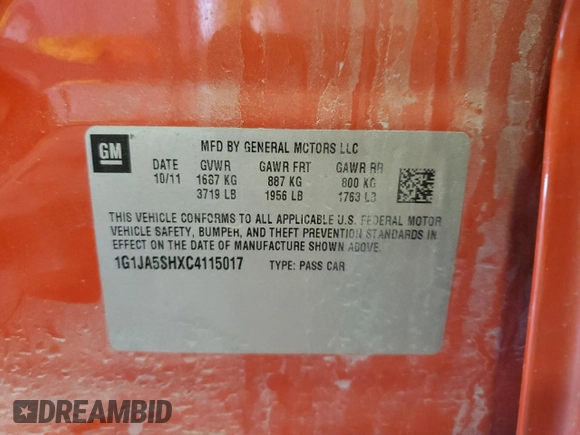 GM
MFD BY GENERAL MOTORS LLC
DATE GVWR GAWR FRT GAWR RR
10/11 1687 KG 887 KG 800 KG
3719 LB 1956 LB 1763 LB
THIS VEHICLE CONFORMS TO ALL APPLICABLE U.S. FEDERAL MOTOR
VEHICLE SAFETY, BUMPER, AND THEFT PREVENTION STANDARDS IN
EFFECT ON THE DATE OF MANUFACTURE SHOWN ABOVE.
1G1JA5SHXC4115017 TYPE: PASS CAR
DREAMBID